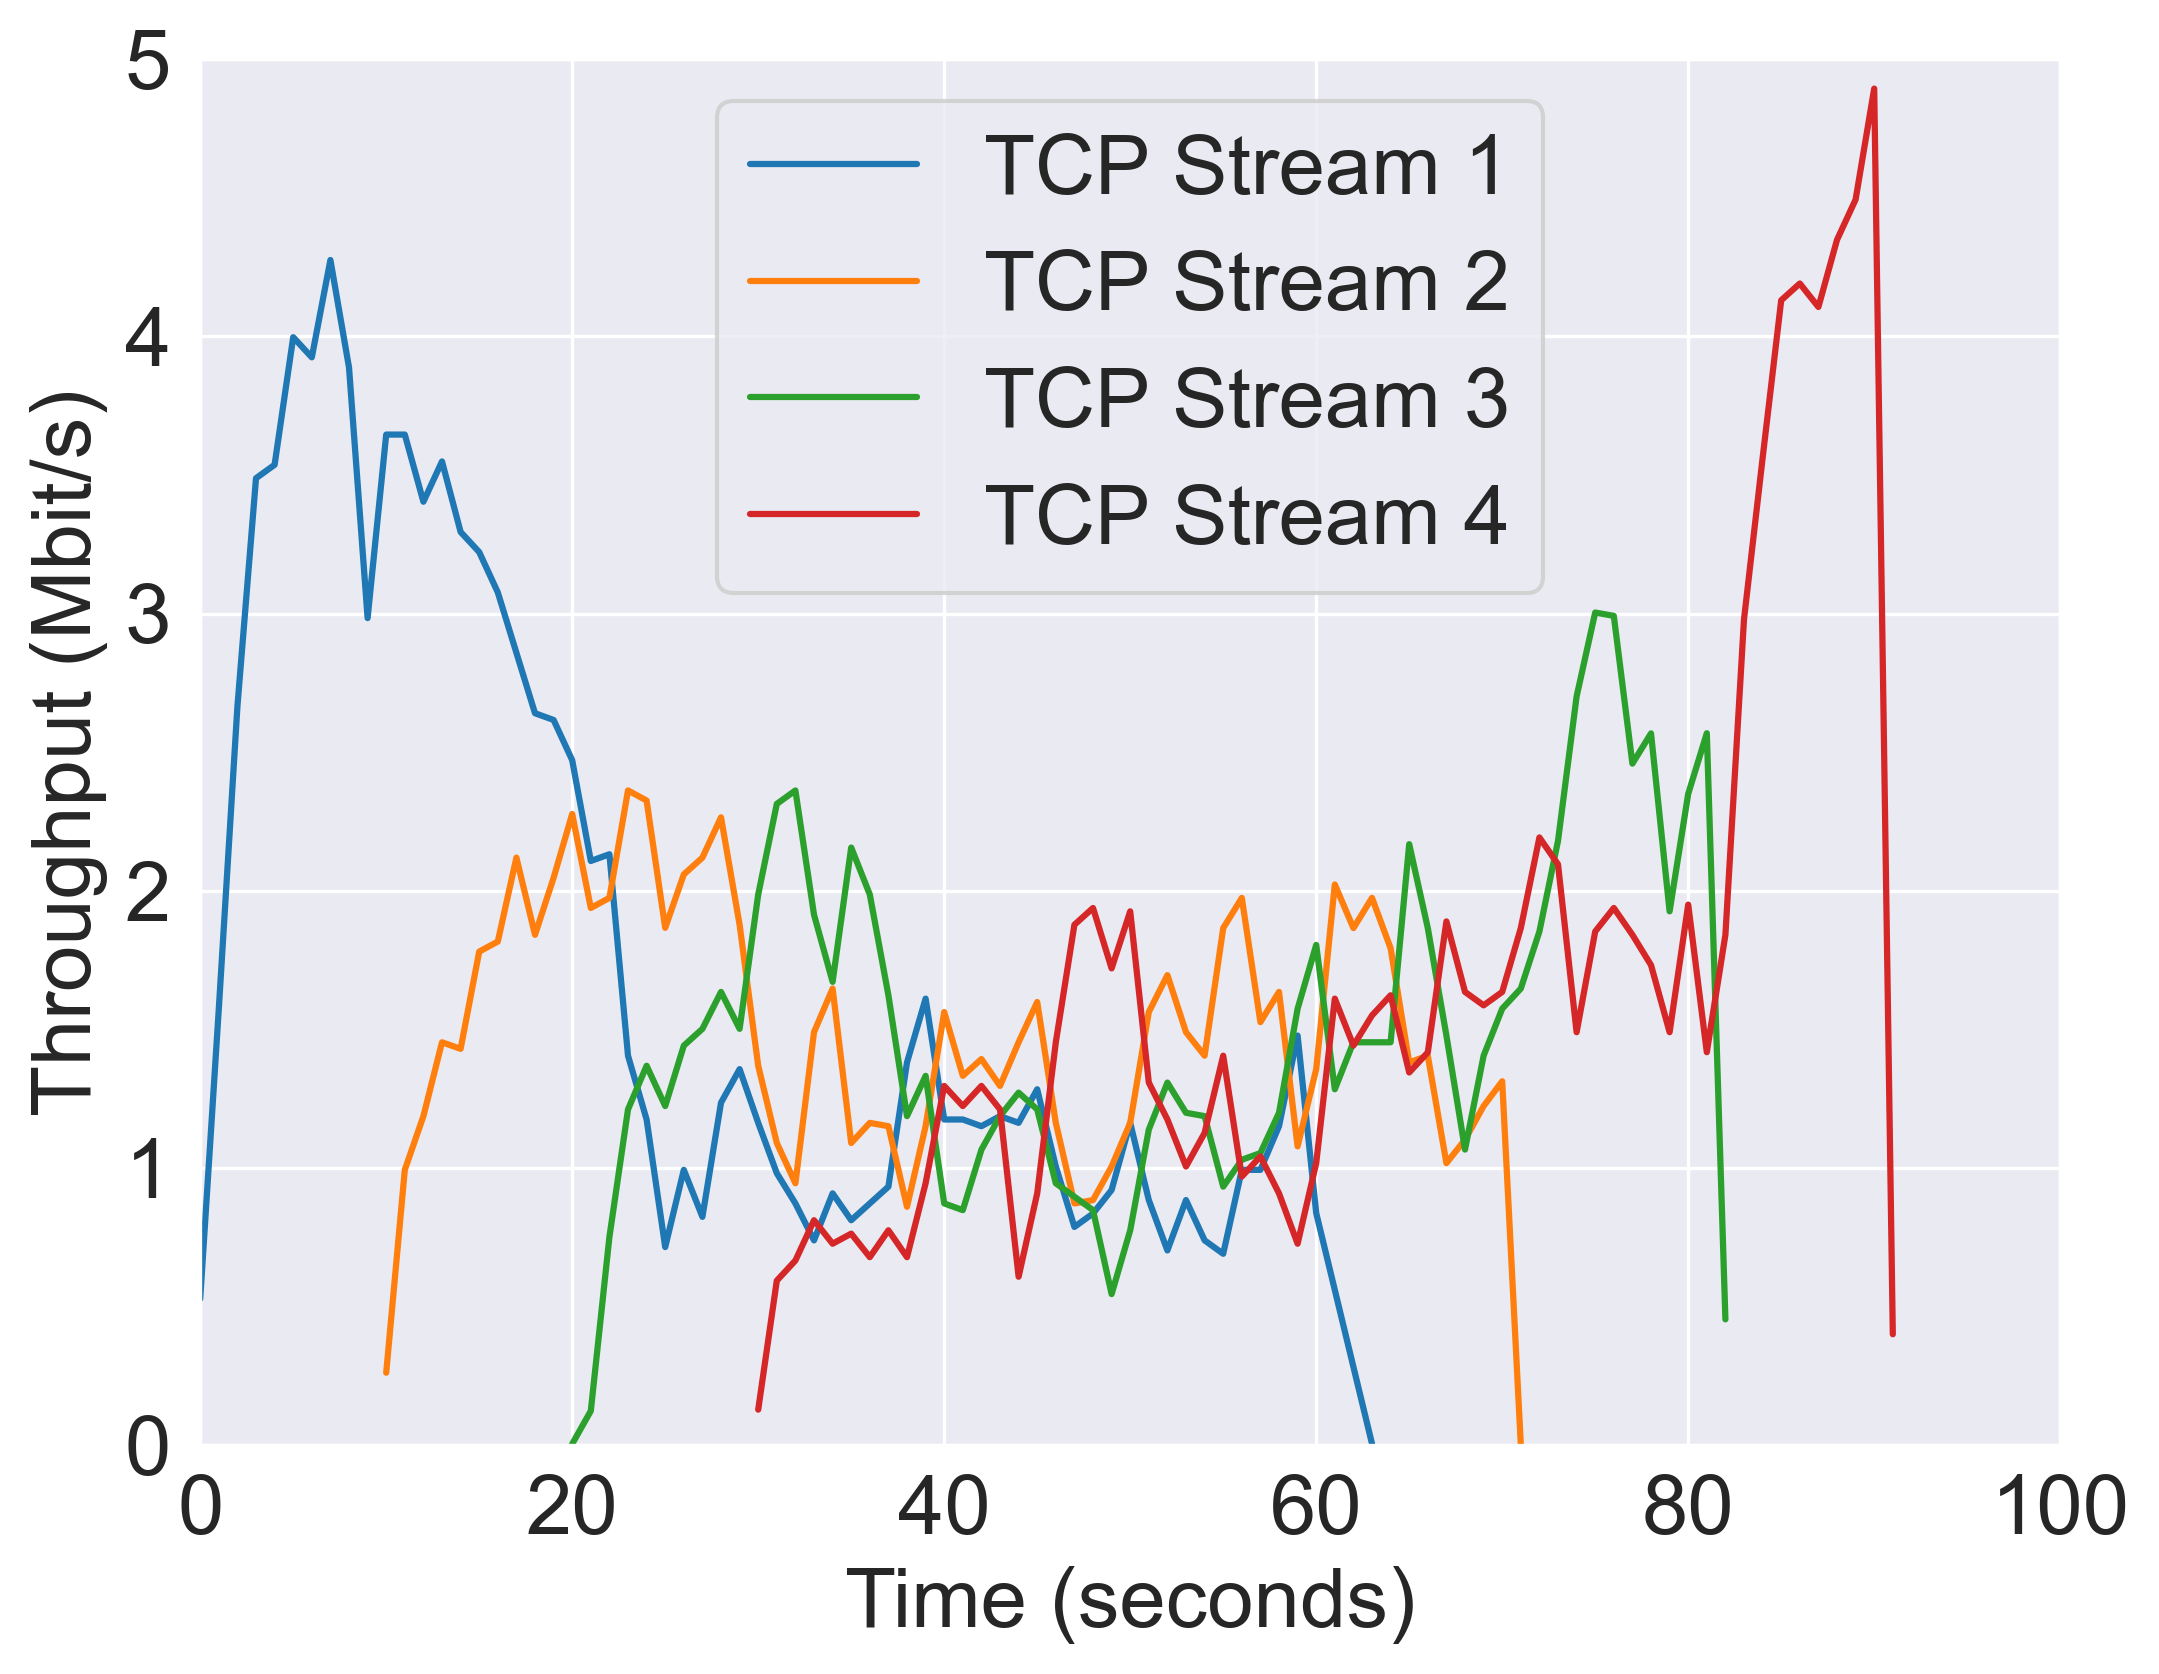 Throughput (Mbit/s)
5
4
3
2
1
0
TCP Stream 1
TCP Stream 2
TCP Stream 3
TCP Stream 4
0 20 40 60 80 100
Time (seconds)